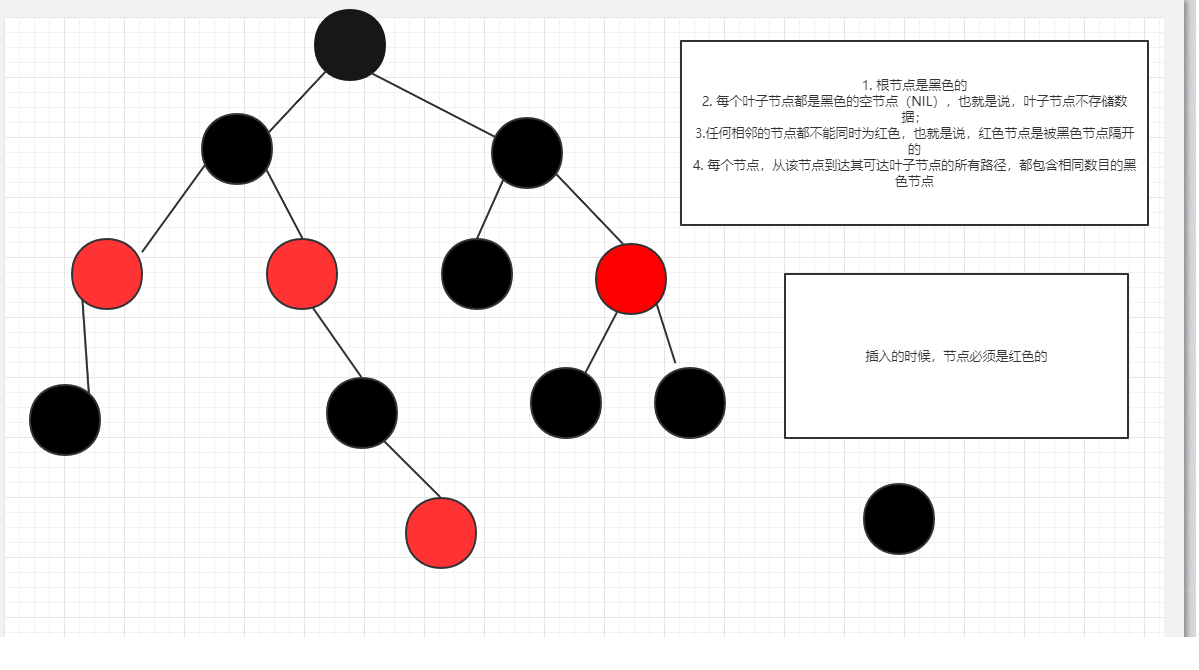 1. 根节点是黑色的
2. 每个叶子节点都是黑色的空节点（NIL），也就是说，叶子节点不存储数
据；
3.任何相邻的节点都不能同时为红色，也就是说，红色节点是被黑色节点隔开
的
4. 每个节点，从该节点到达其可达叶子节点的所有路径，都包含相同数目的黑
色节点
插入的时候，节点必须是红色的